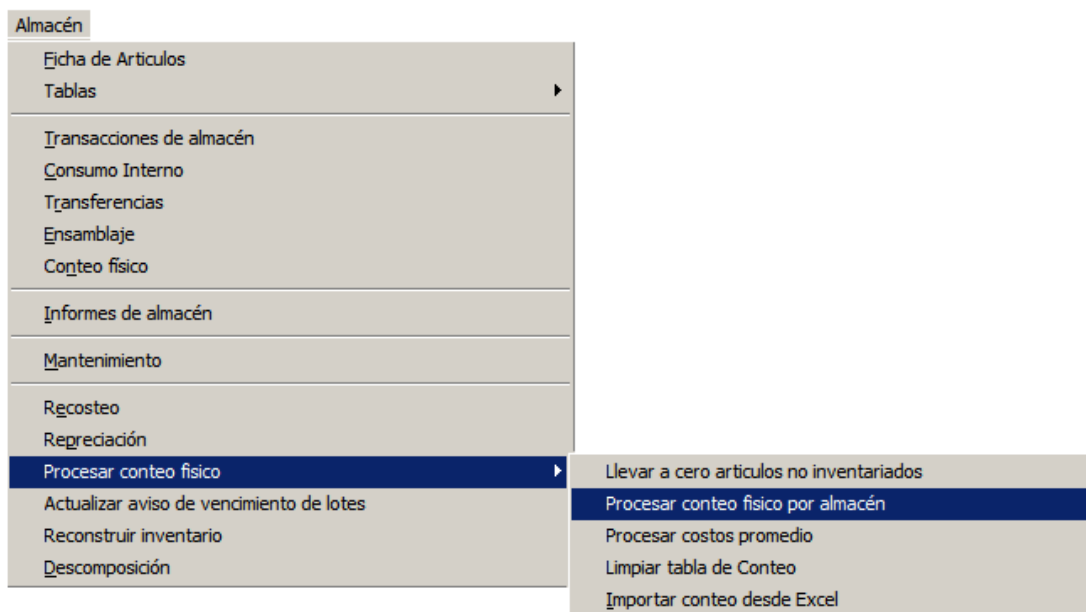 Almacén
Ficha de Articulos
Tablas
Transacciones de almacén
Consumo Interno
Transferencias
Ensamblaje
Conteo físico
Informes de almacén
Mantenimiento
Recosteo
Repreciación
Procesar conteo fisico
Llevar a cero articulos no inventariados
Actualizar aviso de vencimiento de lotes
Procesar conteo fisico por almacén
Reconstruir inventario
Procesar costos promedio
Descomposición
Limpiar tabla de Conteo
Importar conteo desde Excel